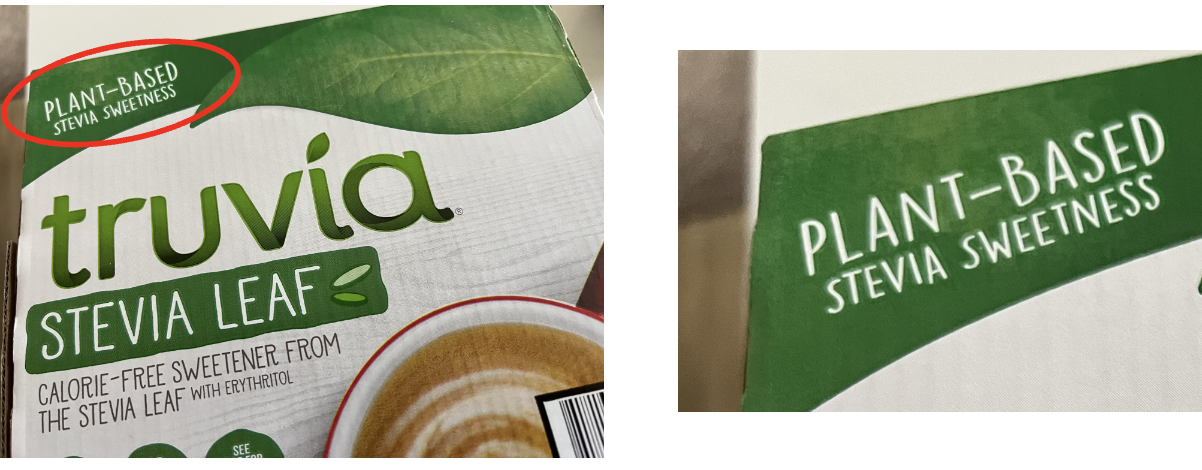 PLANT-BASED
STEVIA SWEETNESS
truvia®
STEVIA LEAF
CALORIE-FREE SWEETENER FROM
THE STEVIA LEAF WITH ERYTHRITOL
SEE
PLANT-BASED
STEVIA SWEETNESS